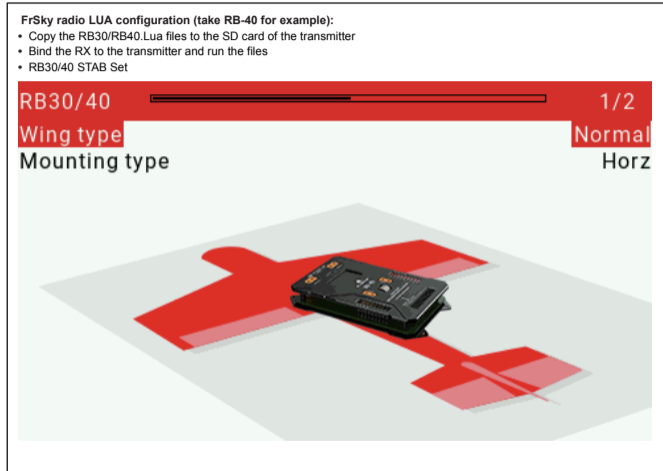 FrSky radio LUA configuration (take RB-40 for example):
• Copy the RB30/RB40.Lua files to the SD card of the transmitter
• Bind the RX to the transmitter and run the files
• RB30/40 STAB Set
RB30/40 1/2
Wing type Normal
Mounting type Horz